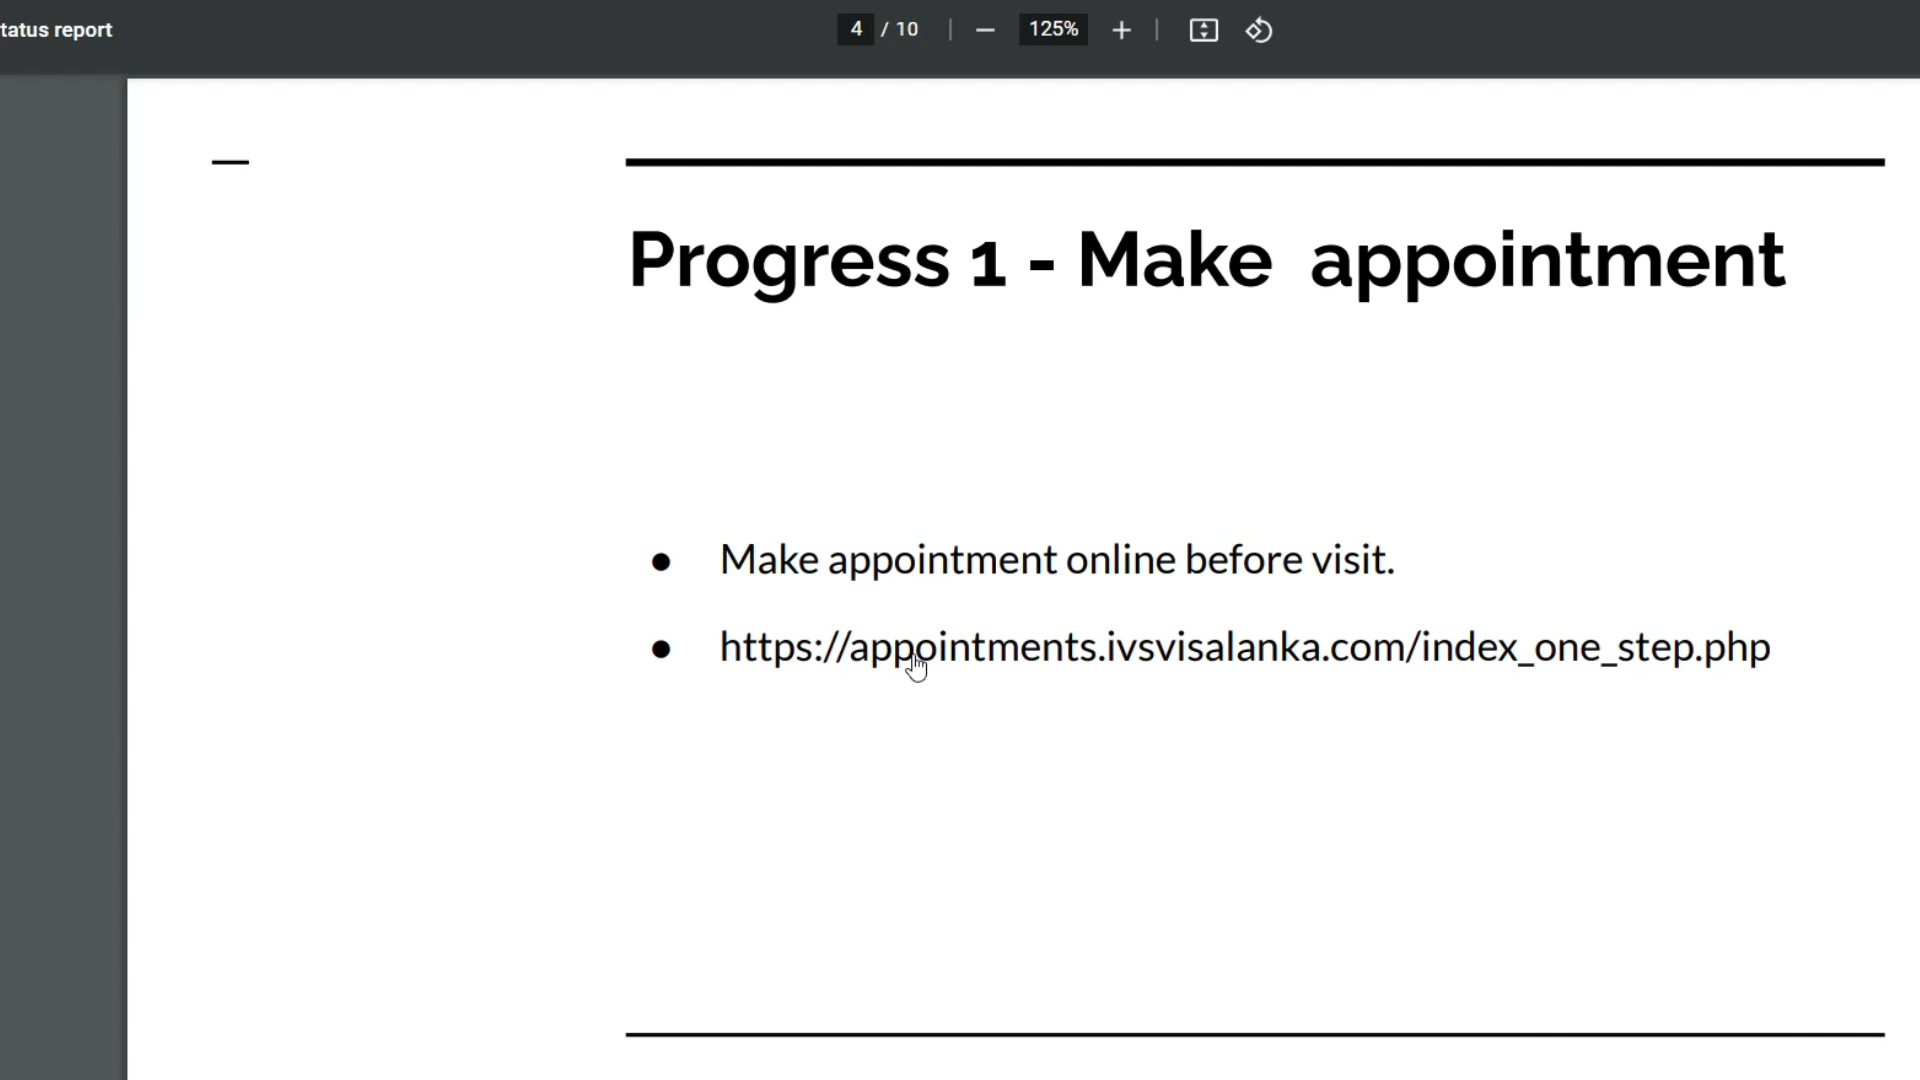 tatus report
4 / 10
125%
Progress 1 - Make appointment
● Make appointment online before visit.
● https://appointments.ivsvisalanka.com/index_one_step.php